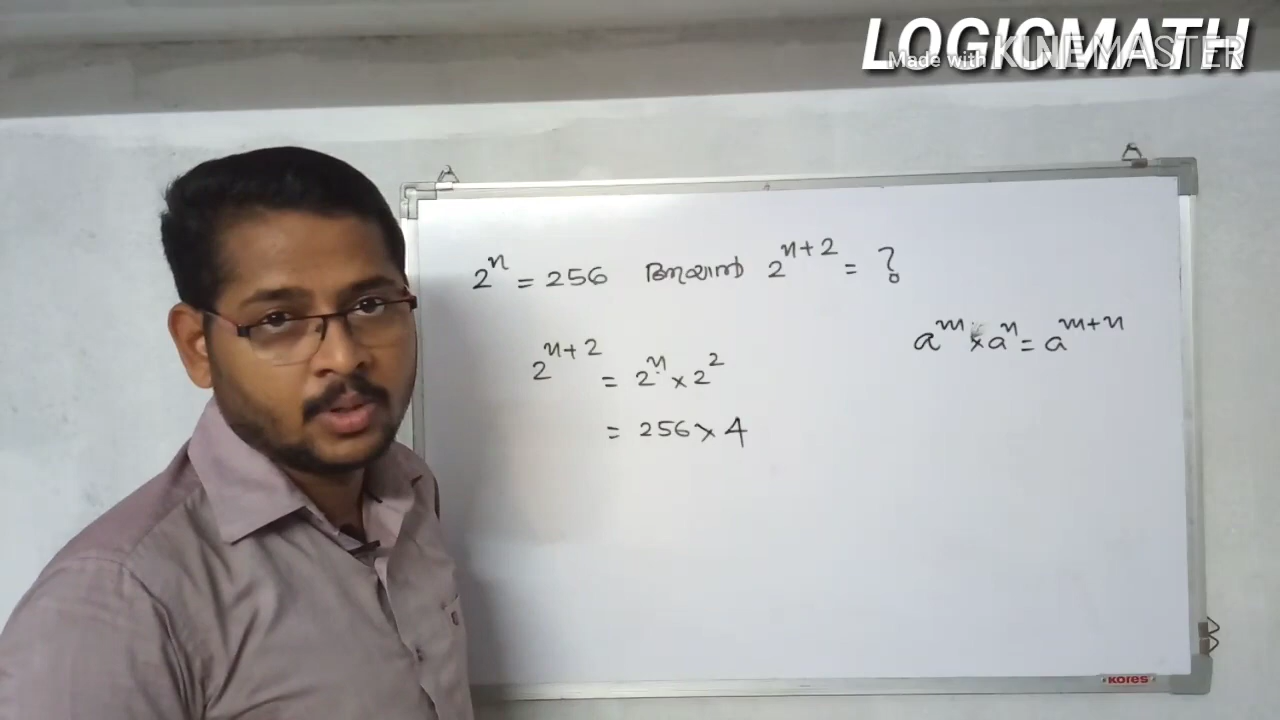 LOGICMATH
Made with KINEMASTER
2ⁿ = 256 ആയാൽ 2ⁿ⁺² = ?
aᵐ × aⁿ = aᵐ⁺ⁿ
2ⁿ⁺² = 2ⁿ × 2²
= 256 × 4
KOReS